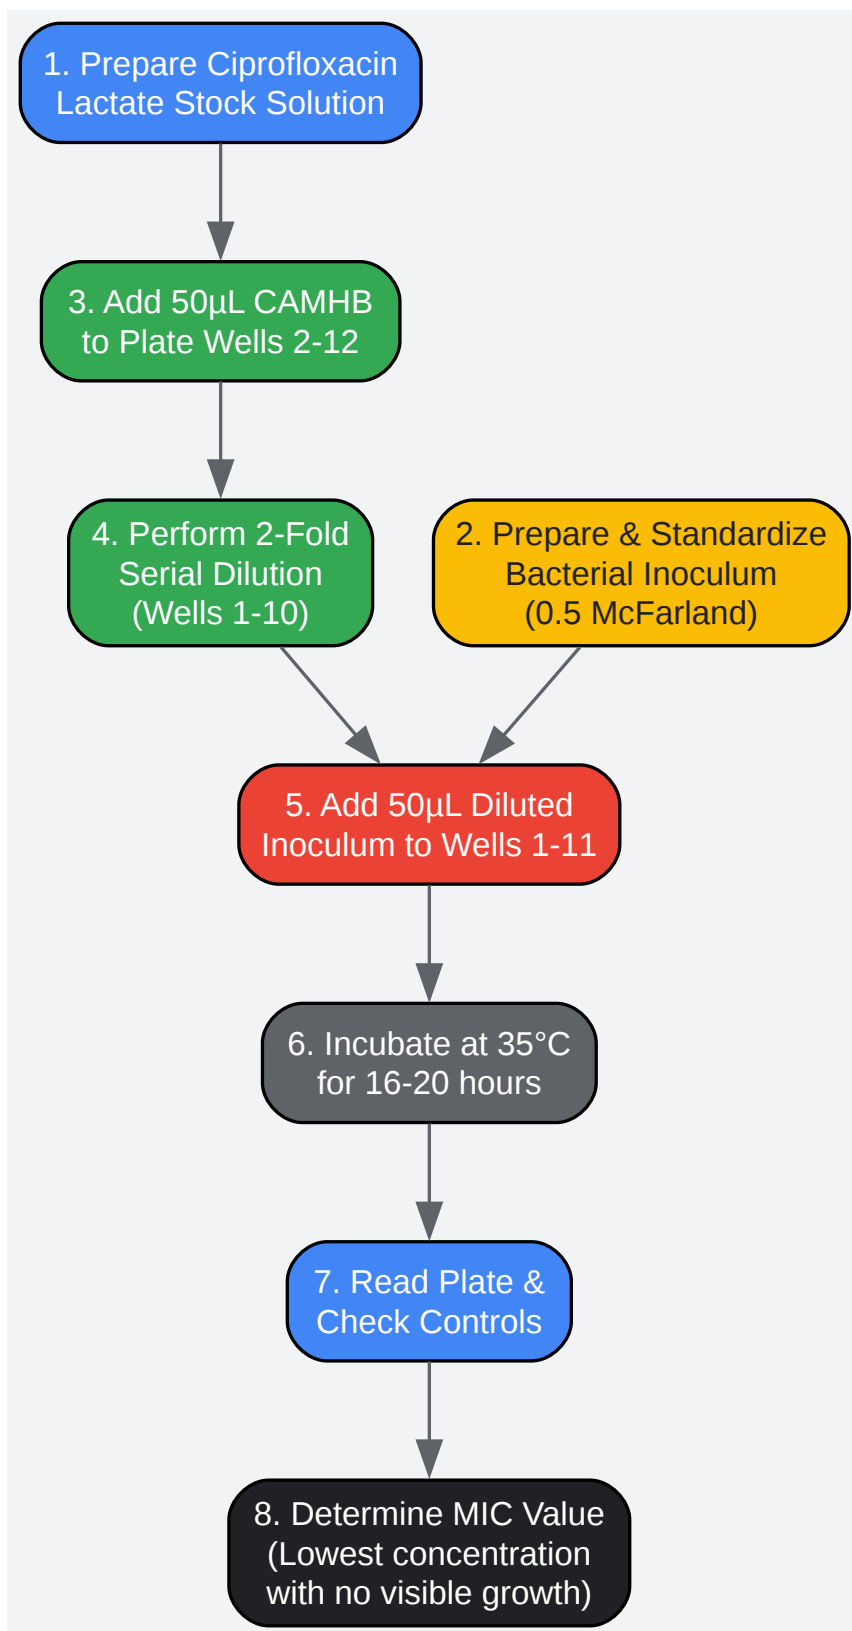 1. Prepare Ciprofloxacin
Lactate Stock Solution
3. Add 50µL CAMHB
to Plate Wells 2-12
4. Perform 2-Fold
Serial Dilution
(Wells 1-10)
2. Prepare & Standardize
Bacterial Inoculum
(0.5 McFarland)
5. Add 50µL Diluted
Inoculum to Wells 1-11
6. Incubate at 35°C
for 16-20 hours
7. Read Plate &
Check Controls
8. Determine MIC Value
(Lowest concentration
with no visible growth)